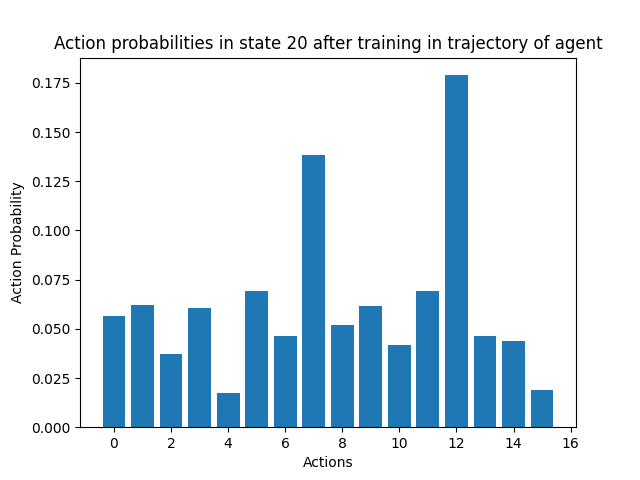 Action probabilities in state 20 after training in trajectory of agent
0.175
0.150
0.125
0.100
0.075
0.050
0.025
0.000
Action Probability
0 2 4 6 8 10 12 14 16
Actions